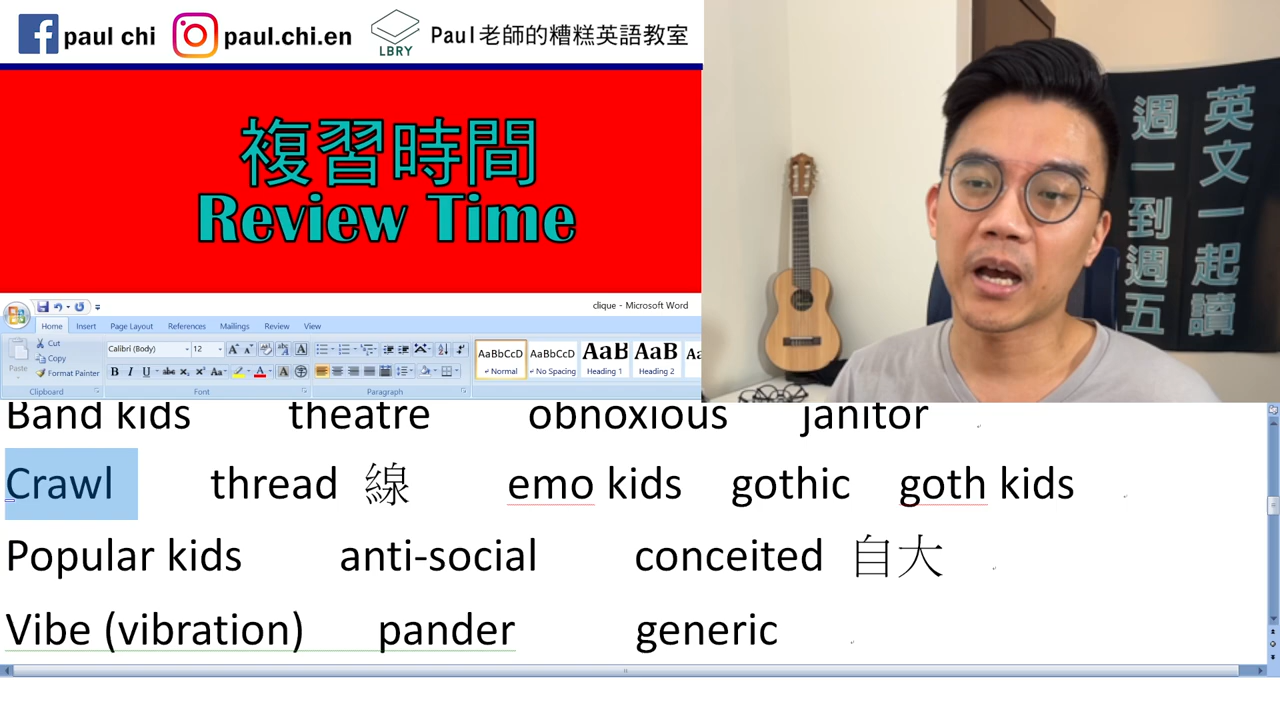 paul chi paul.chi.en LBRY Paul老師的糟糕英語教室
複習時間
Review Time
英文一起讀
週一到週五
clique - Microsoft Word
Home Insert Page Layout References Mailings Review View
Paste Cut Copy Format Painter
Calibri (Body) 12
AaBbCcD AaBbCcD AaBb AaBb
Normal No Spacing Heading 1 Heading 2
Clipboard Font Paragraph
Band kids theatre obnoxious janitor
Crawl thread 線 emo kids gothic goth kids
Popular kids anti-social conceited 自大
Vibe (vibration) pander generic